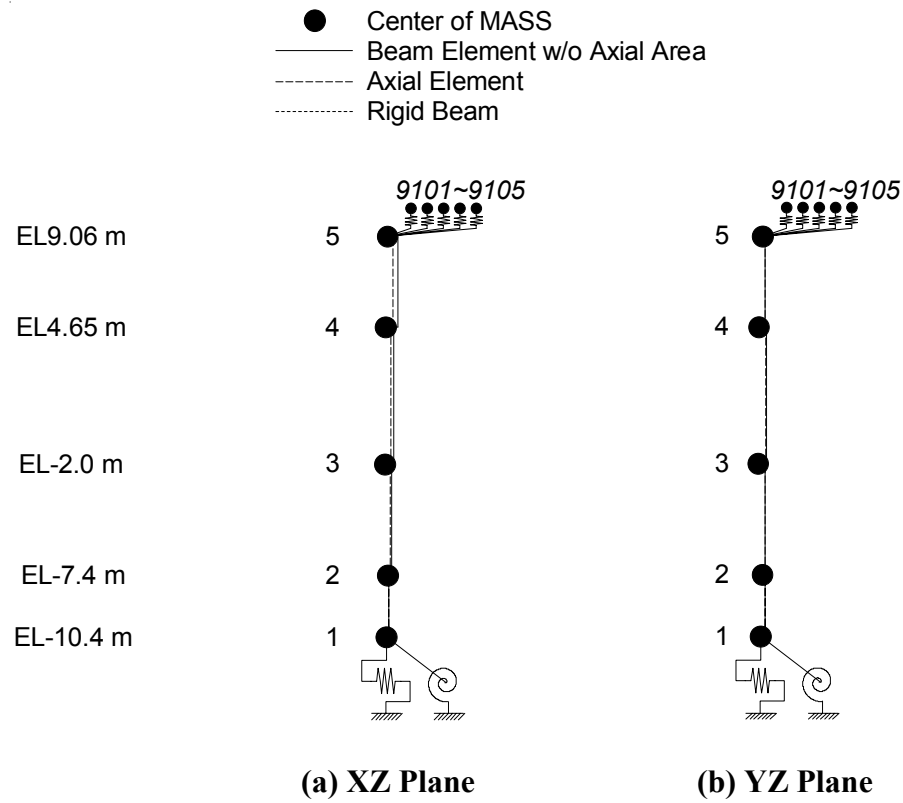 Center of MASS
Beam Element w/o Axial Area
Axial Element
Rigid Beam
9101~9105 9101~9105
EL9.06 m 5 5
EL4.65 m 4 4
EL-2.0 m 3 3
EL-7.4 m 2 2
EL-10.4 m 1 1
(a) XZ Plane (b) YZ Plane